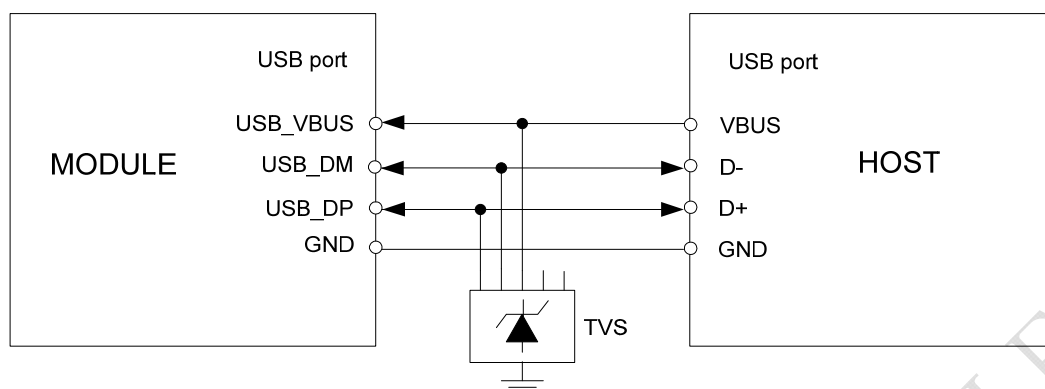 USB port
USB port
USB_VBUS
VBUS
MODULE
USB_DM
D-
HOST
USB_DP
D+
GND
GND
TVS